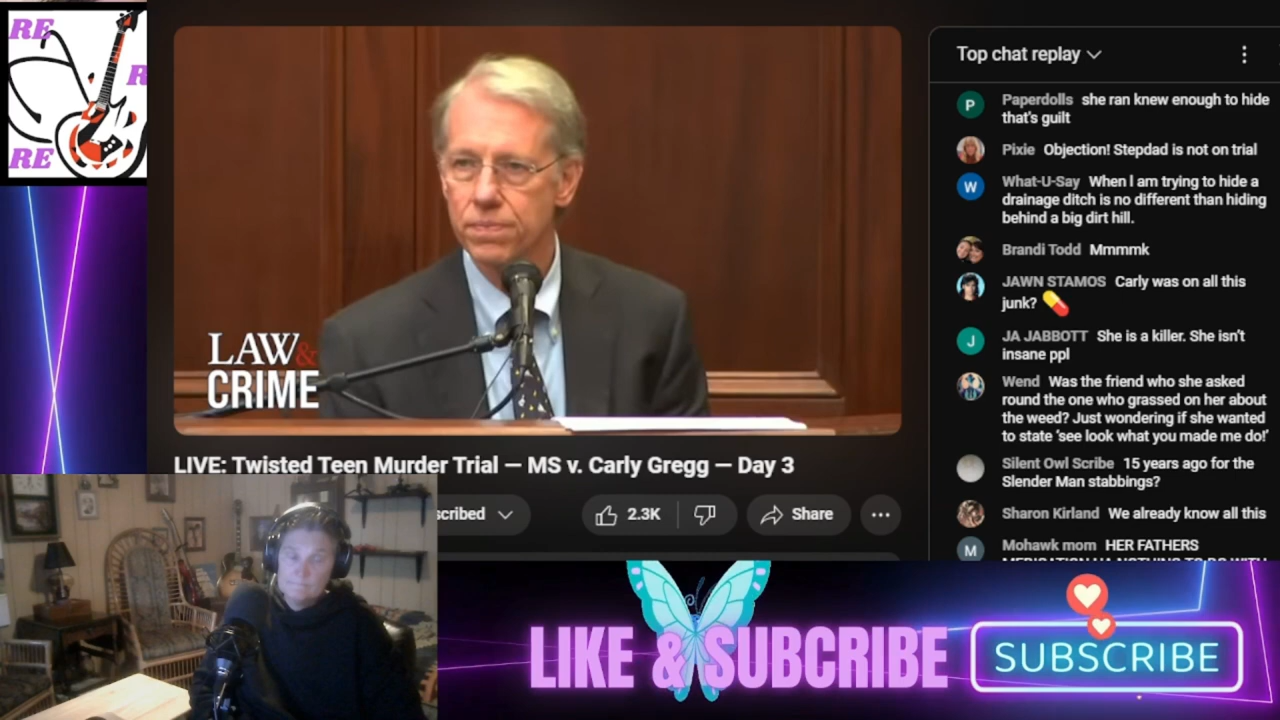 RE
R
RE
LAW&
CRIME
LIVE: Twisted Teen Murder Trial — MS v. Carly Gregg — Day 3
scribed
2.3K
Share
Top chat replay
P
Paperdolls she ran knew enough to hide
that's guilt
Pixie Objection! Stepdad is not on trial
W
What-U-Say When I am trying to hide a
drainage ditch is no different than hiding
behind a big dirt hill.
Brandi Todd Mmmmk
JAWN STAMOS Carly was on all this
junk?
J
JA JABBOTT She is a killer. She isn't
insane ppl
Wend Was the friend who she asked
round the one who grassed on her about
the weed? Just wondering if she wanted
to state 'see look what you made me do!'
Silent Owl Scribe 15 years ago for the
Slender Man stabbings?
Sharon Kirland We already know all this
M
Mohawk mom HER FATHERS
LIKE & SUBCRIBE
SUBSCRIBE